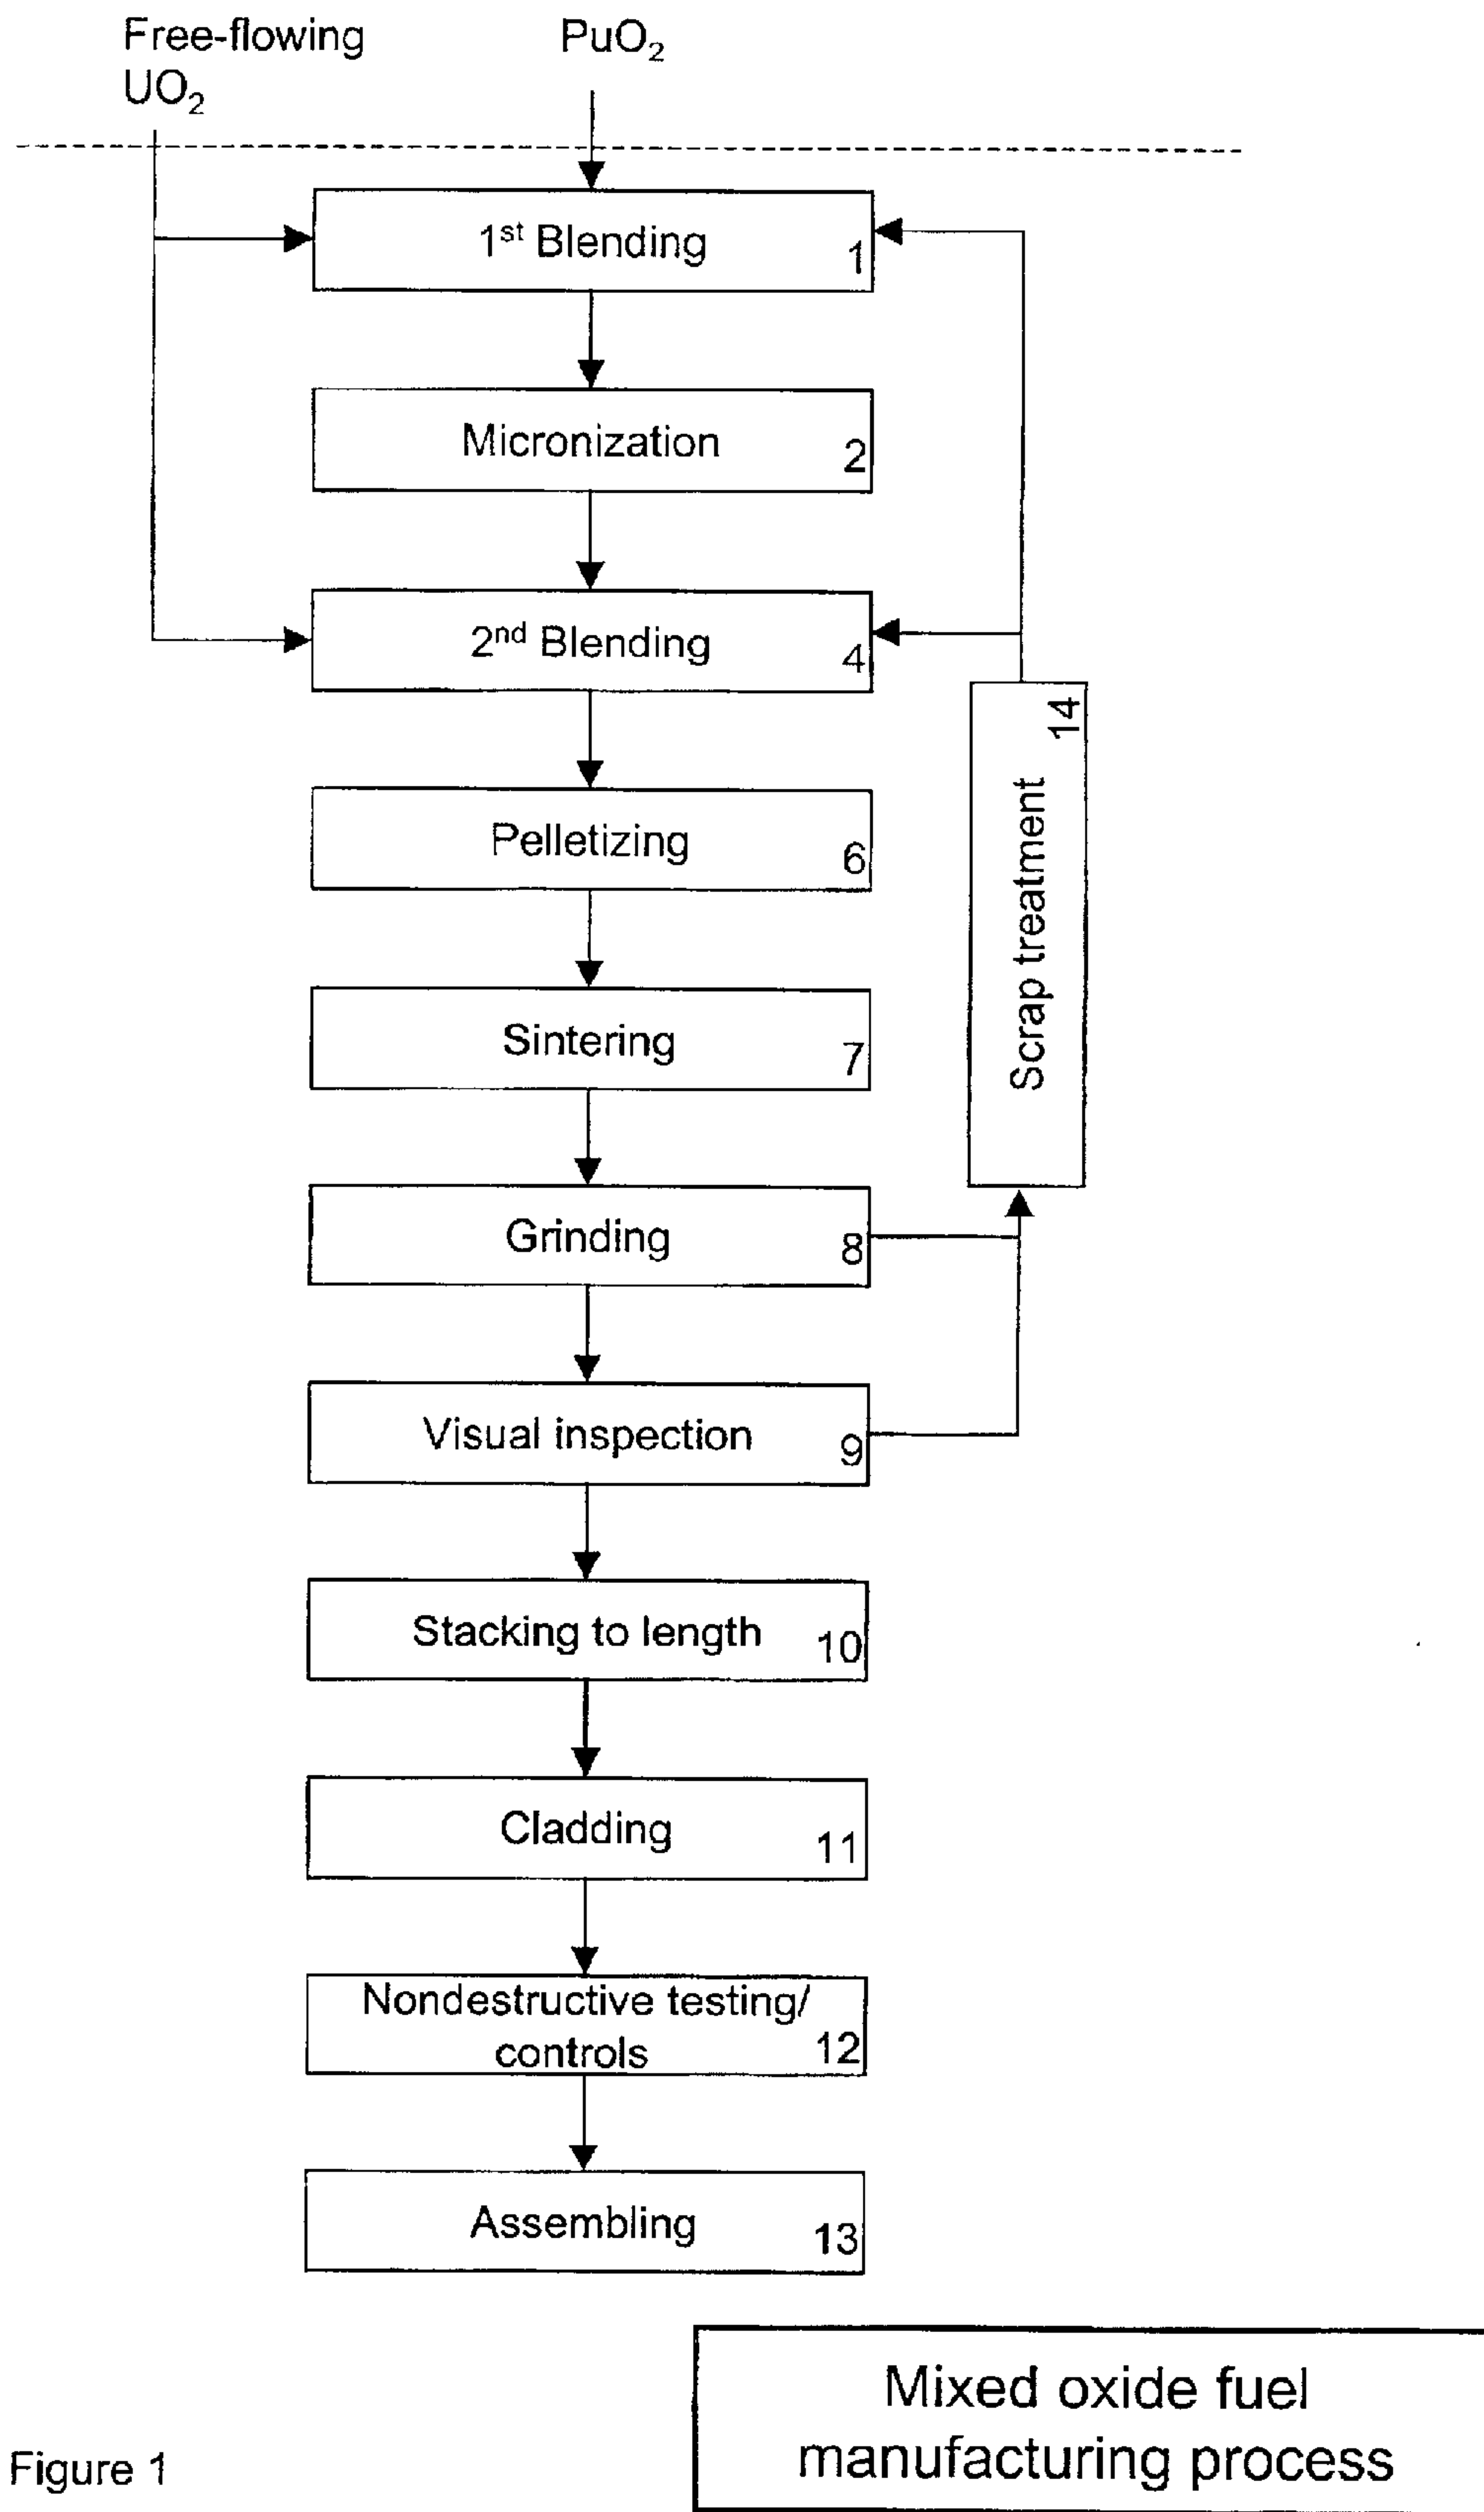 Free-flowing
UO₂
PuO₂
1ˢᵗ Blending
1
Micronization
2
2ⁿᵈ Blending
4
Pelletizing
6
Sintering
7
Scrap treatment
14
Grinding
8
Visual inspection
9
Stacking to length
10
Cladding
11
Nondestructive testing/
controls
12
Assembling
13
Mixed oxide fuel
manufacturing process
Figure 1